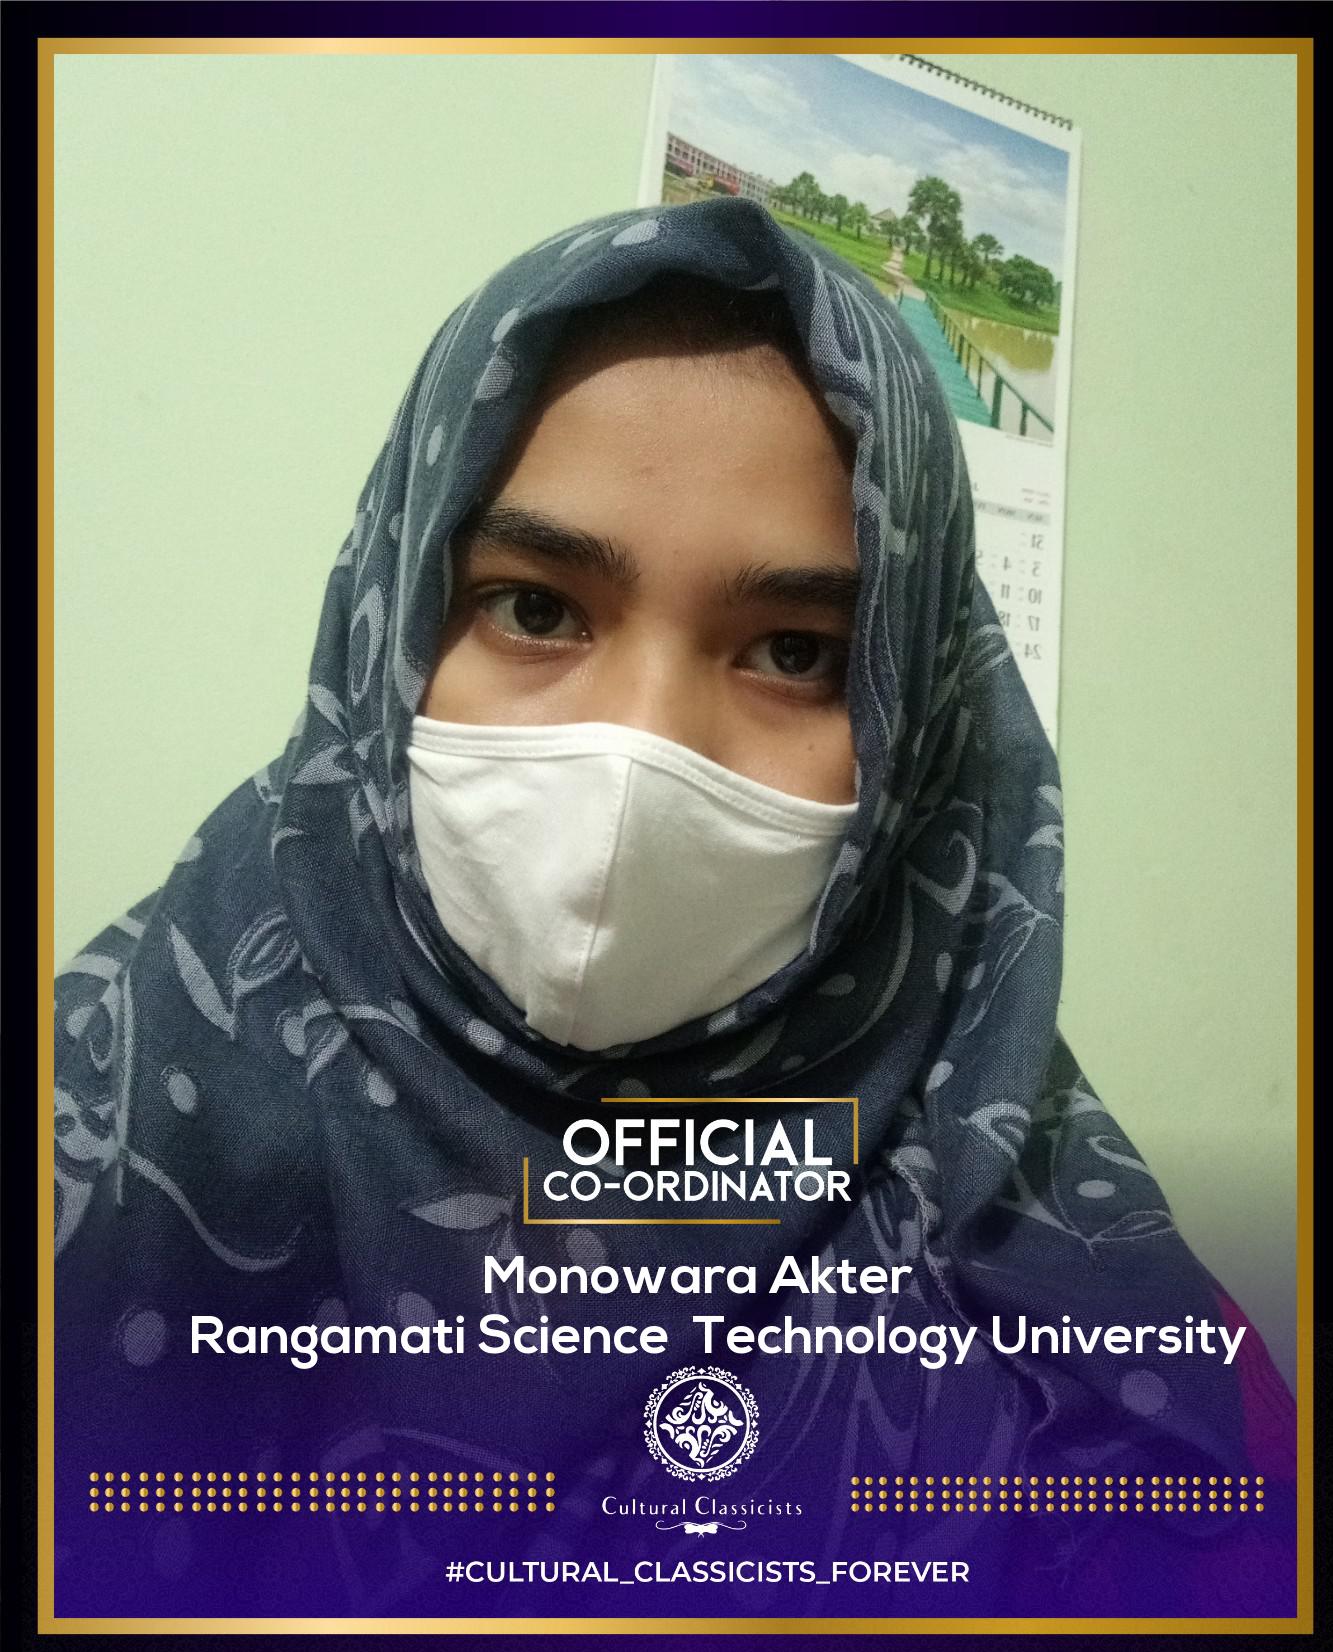 OFFICIAL
CO-ORDINATOR
Monowara Akter
Rangamati Science Technology University
Cultural Classicists
#CULTURAL_CLASSICISTS_FOREVER